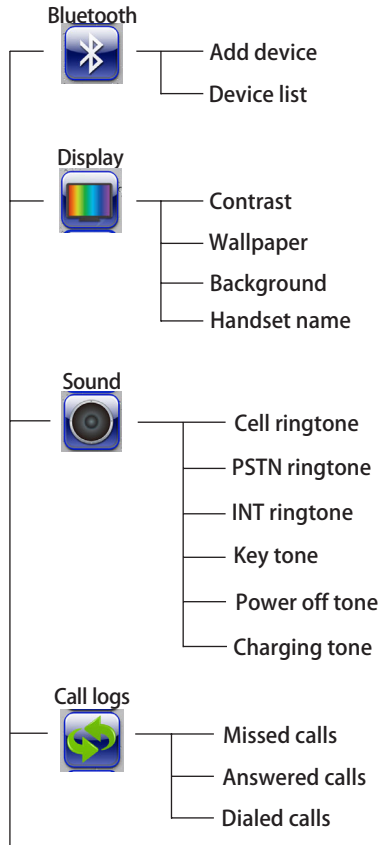 Bluetooth
Add device
Device list
Display
Contrast
Wallpaper
Background
Handset name
Sound
Cell ringtone
PSTN ringtone
INT ringtone
Key tone
Power off tone
Charging tone
Call logs
Missed calls
Answered calls
Dialed calls